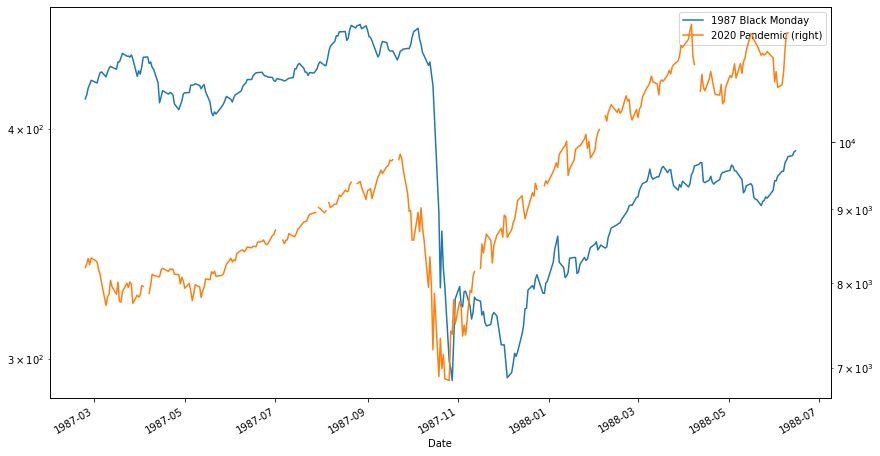 1987 Black Monday
2020 Pandemic (right)
4 × 10²
3 × 10²
10⁴
9 × 10³
8 × 10³
7 × 10³
1987-03
1987-05
1987-07
1987-09
1987-11
1988-01
1988-03
1988-05
1988-07
Date